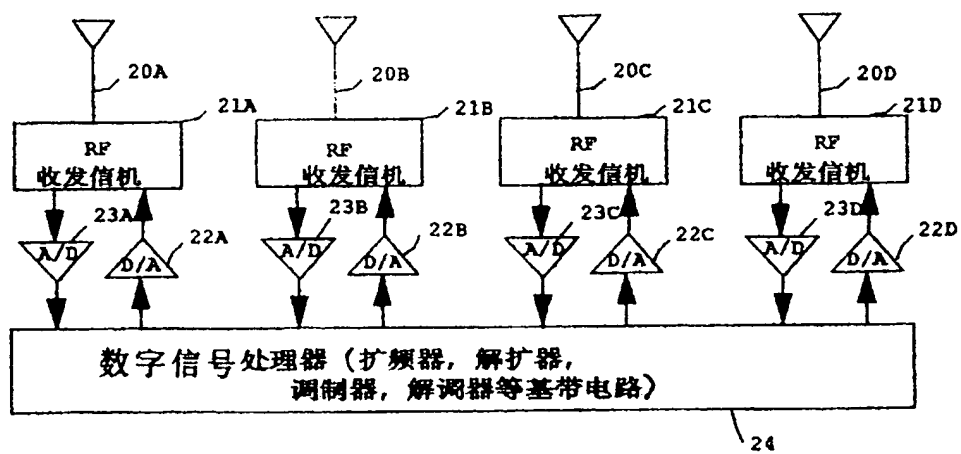 20A
20B
20C
20D
21A
21B
21C
21D
RF
收发信机
RF
收发信机
RF
收发信机
RF
收发信机
23A
23B
23C
23D
A/D
D/A
22A
A/D
D/A
22B
A/D
D/A
22C
A/D
D/A
22D
数字信号处理器（扩频器，解扩器，
调制器，解调器等基带电路）
24